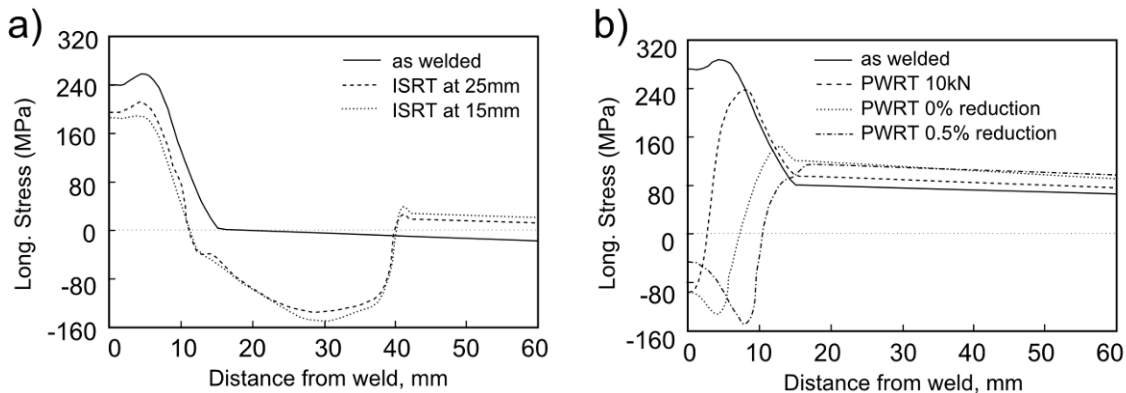 a)
320
240
160
80
0
-80
-160
Long. Stress (MPa)
as welded
ISRT at 25mm
ISRT at 15mm
0 10 20 30 40 50 60
Distance from weld, mm
b)
320
240
160
80
0
-80
-160
Long. Stress (MPa)
as welded
PWRT 10kN
PWRT 0% reduction
PWRT 0.5% reduction
0 10 20 30 40 50 60
Distance from weld, mm